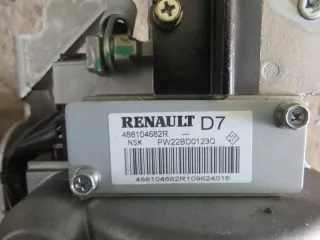 RENAULT D7
488104682R ---
NSK PW22BD0123Q
488104682R109624016